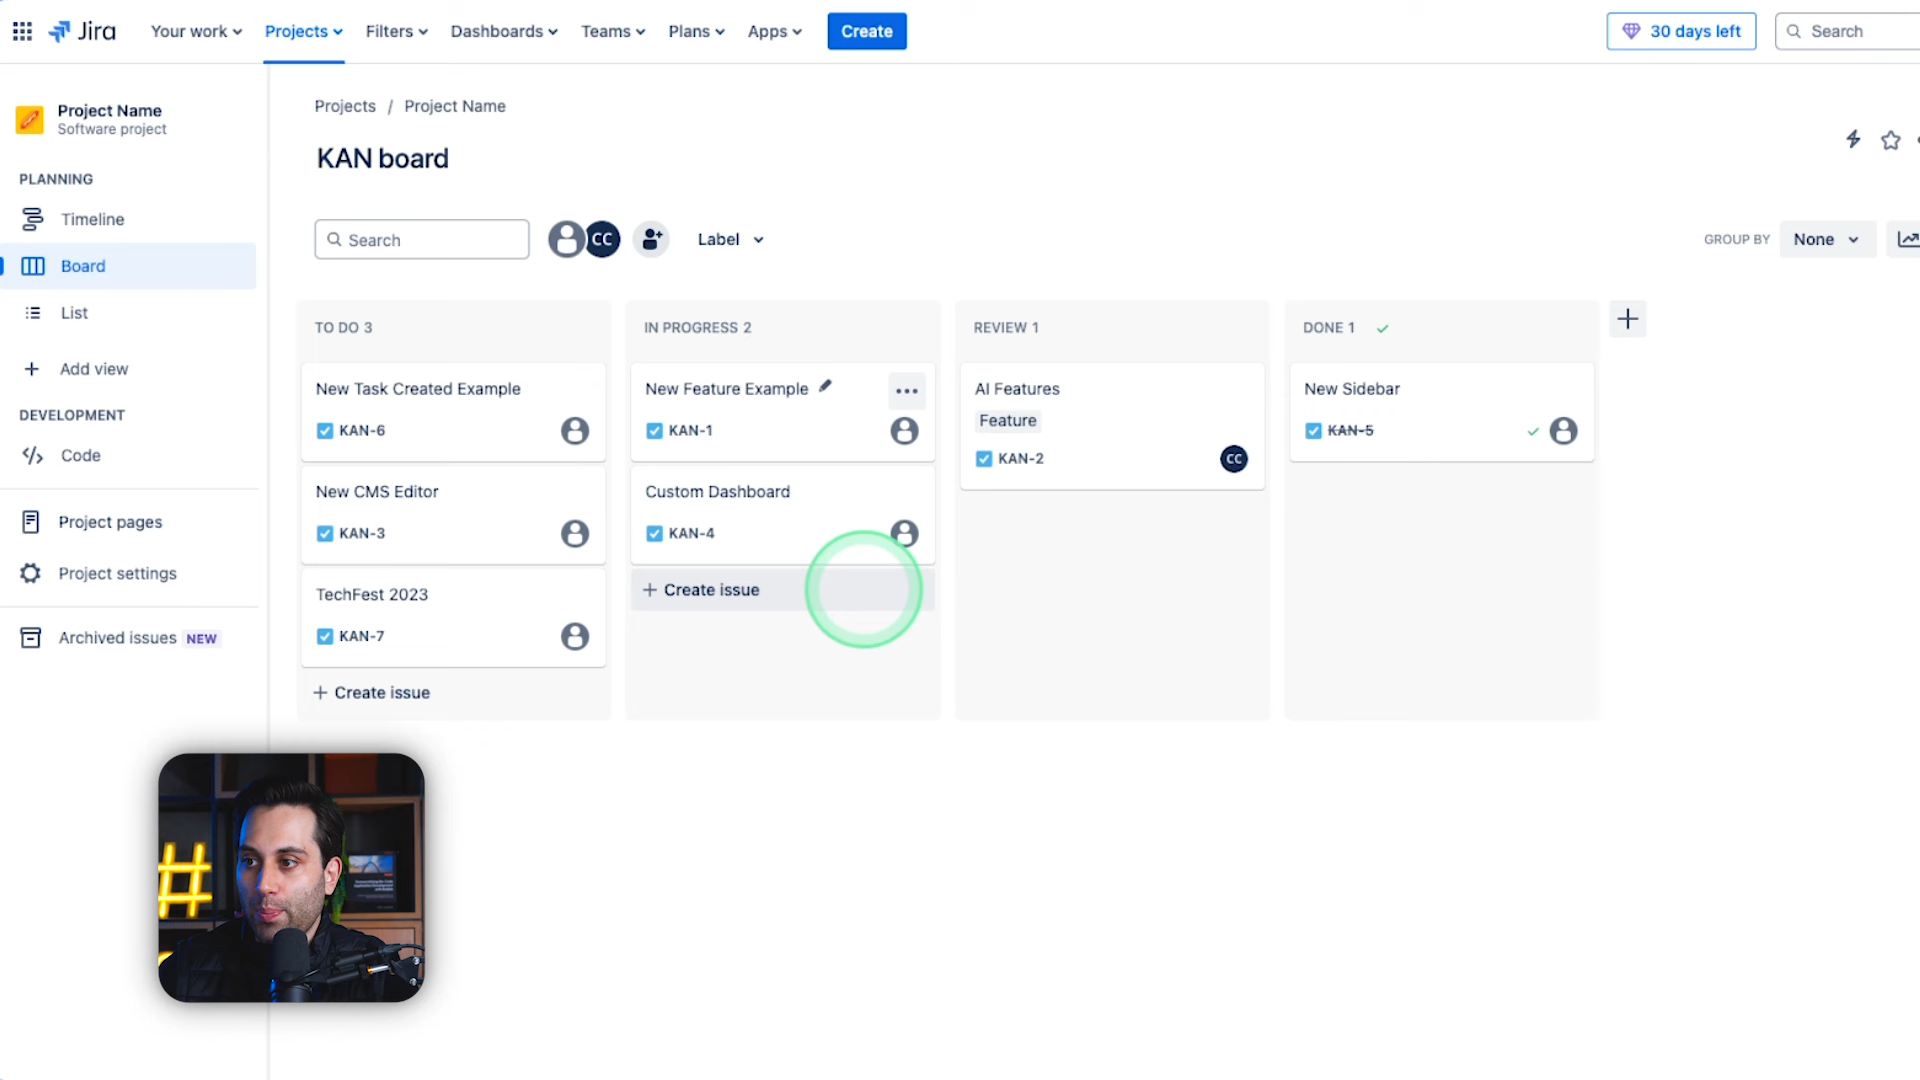 Jira
Your work
Projects
Filters
Dashboards
Teams
Plans
Apps
Create
30 days left
Search
Project Name
Software project
PLANNING
Timeline
Board
List
Add view
DEVELOPMENT
Code
Project pages
Project settings
Archived issues NEW
Projects / Project Name
KAN board
Search
CC
Label
GROUP BY
None
TO DO 3
New Task Created Example
KAN-6
New CMS Editor
KAN-3
TechFest 2023
KAN-7
+ Create issue
IN PROGRESS 2
New Feature Example
KAN-1
Custom Dashboard
KAN-4
+ Create issue
REVIEW 1
AI Features
Feature
KAN-2
CC
DONE 1
New Sidebar
KAN-5
#